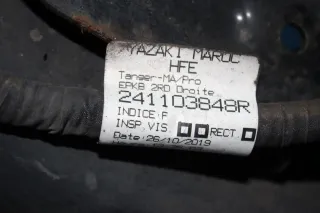 YAZAKI MAROC
HFE
Tanger-MA/Pro
EPKB 2RD Droite
241103848R
INDICE:F
INSP.VIS. RECT
Date:26/10/2019